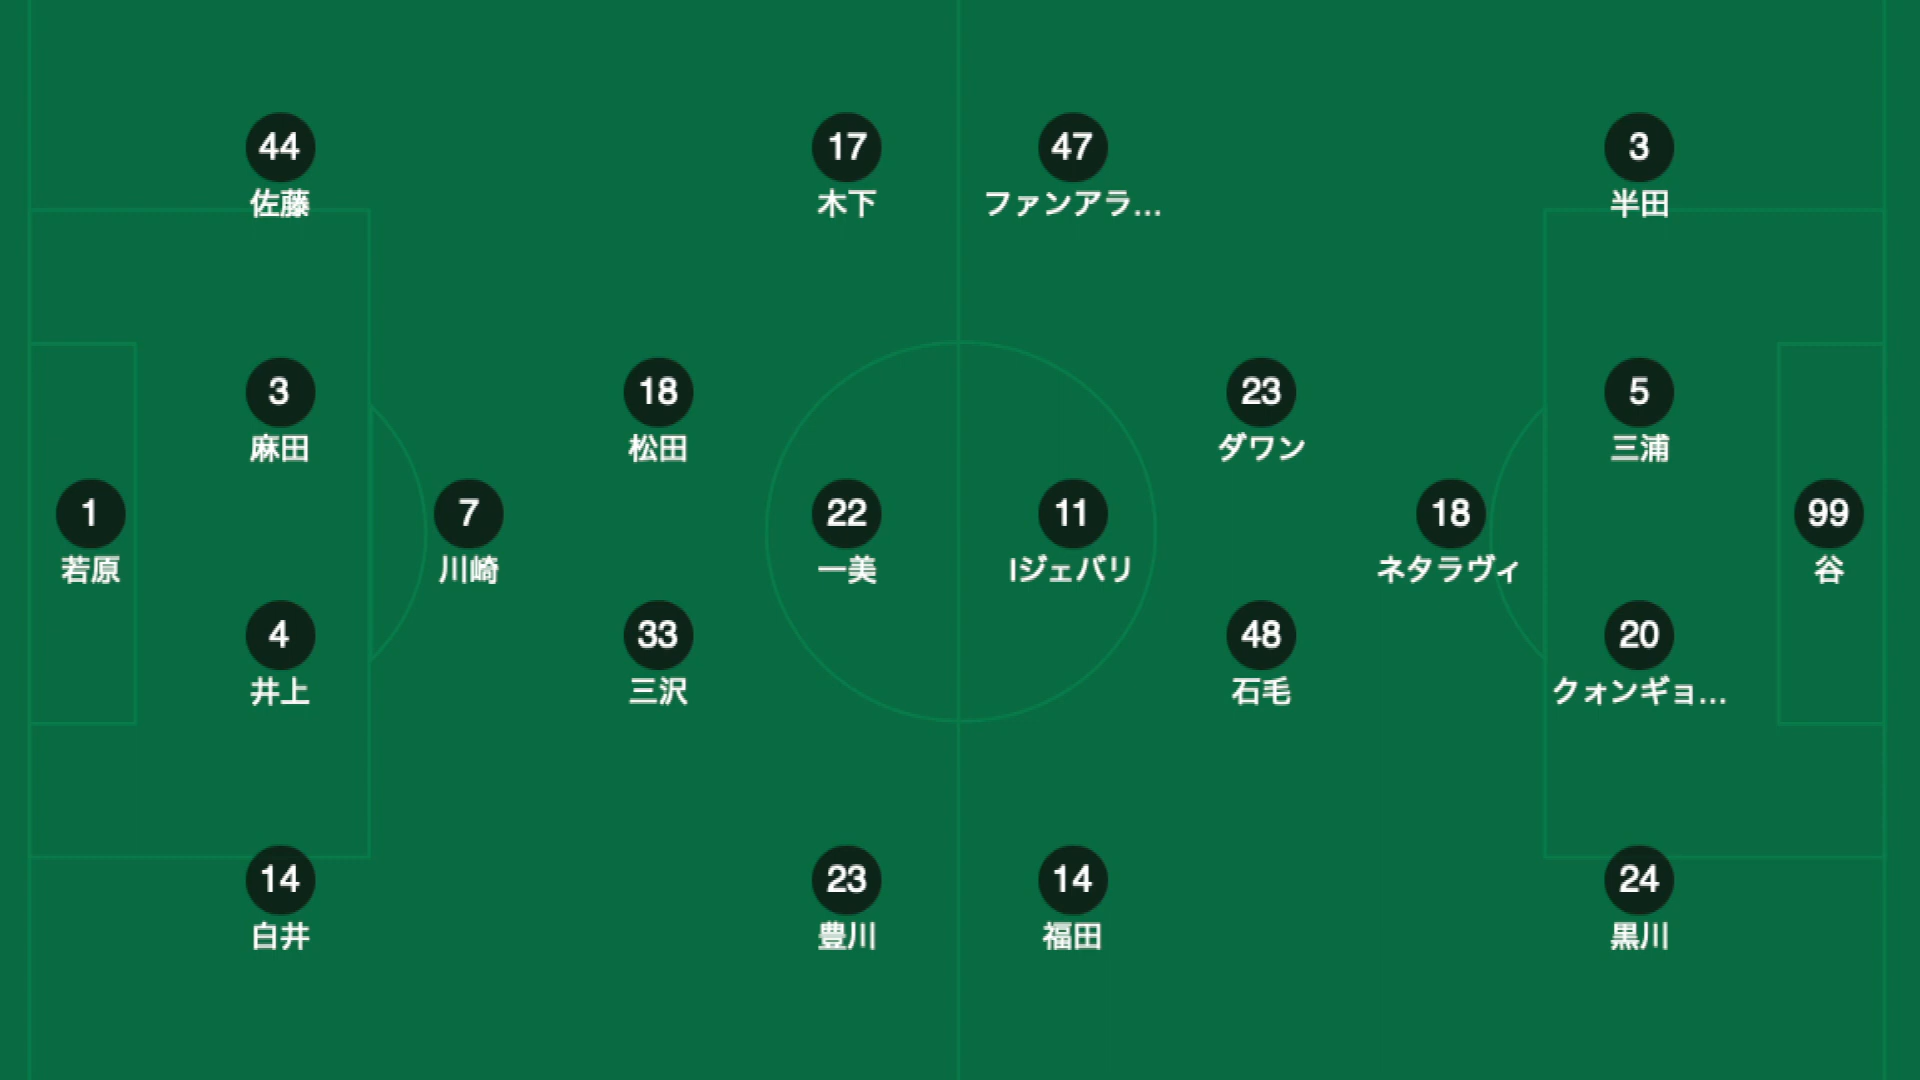 44
佐藤
3
麻田
1
若原
4
井上
14
白井
7
川崎
18
松田
33
三沢
17
木下
22
一美
23
豊川
47
ファンアラ...
11
Iジェバリ
14
福田
23
ダワン
48
石毛
18
ネタラヴィ
3
半田
5
三浦
20
クォンギョ...
24
黒川
99
谷